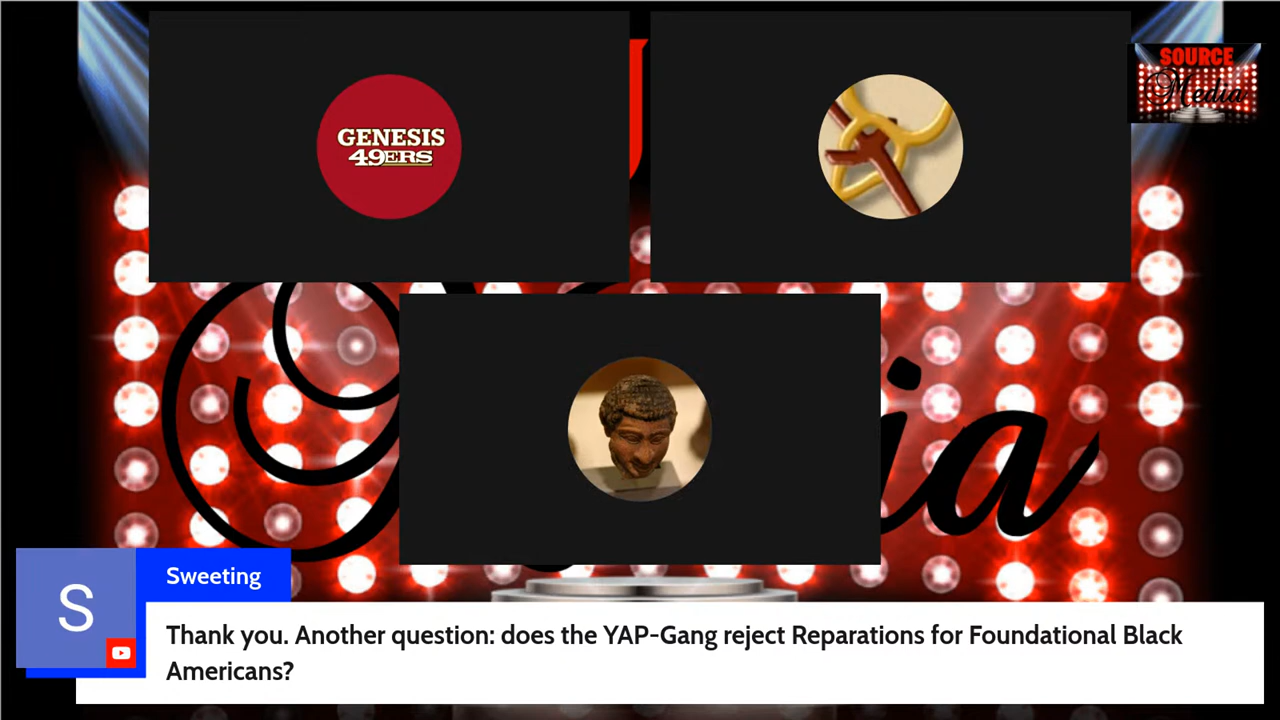 GENESIS
49ERS
SOURCE
Media
S
Sweeting
Thank you. Another question: does the YAP-Gang reject Reparations for Foundational Black
Americans?